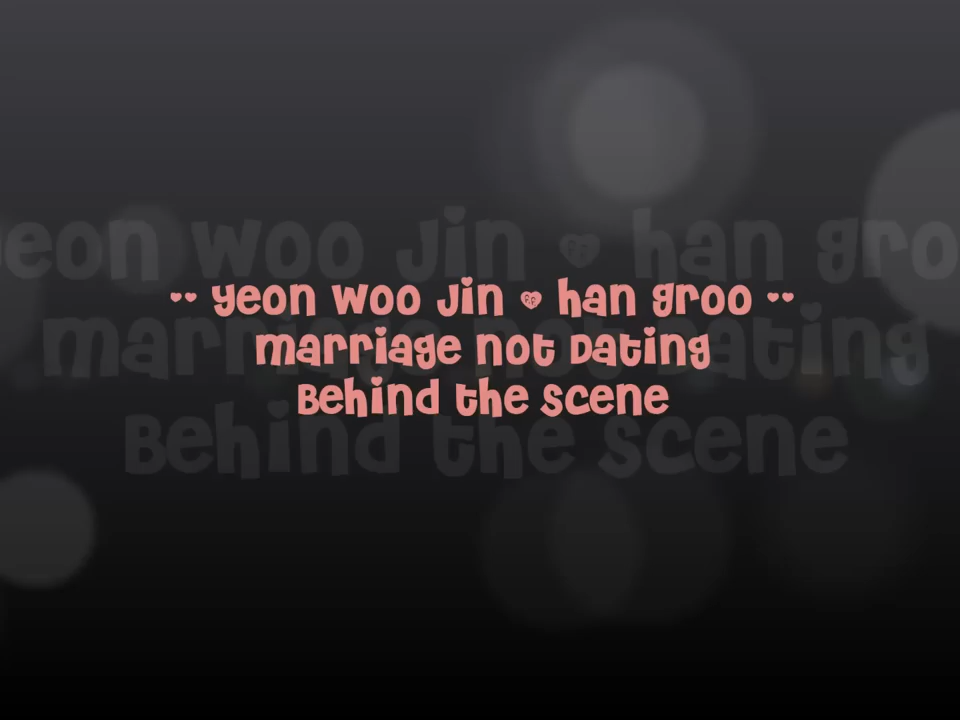 ♥♥ Yeon Woo Jin ♥ Han Groo ♥♥
Marriage Not Dating
Behind The Scene